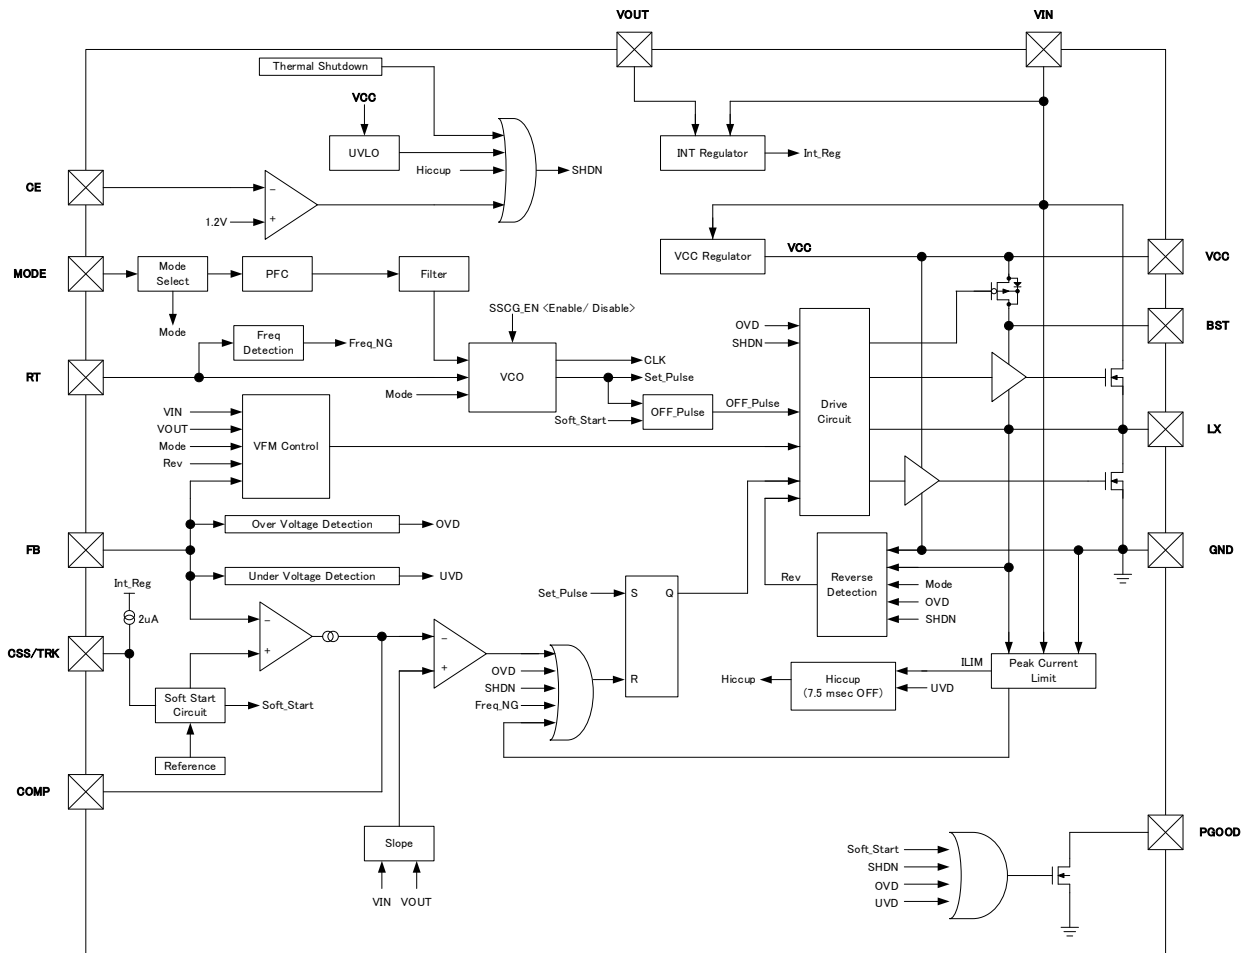 VOUT
VIN
Thermal Shutdown
VCC
UVLO
Hiccup
SHDN
INT Regulator
Int_Reg
CE
1.2V
−
+
VCC Regulator
VCC
VCC
MODE
Mode
Select
PFC
Filter
Mode
SSCG_EN <Enable/ Disable>
BST
OVD
SHDN
Freq
Detection
Freq_NG
RT
VCO
CLK
Set_Pulse
Mode
OFF_Pulse
OFF_Pulse
Soft_Start
Drive
Circuit
LX
VIN
VOUT
Mode
Rev
VFM Control
Over Voltage Detection
OVD
FB
GND
Under Voltage Detection
UVD
Int_Reg
2uA
Rev
Reverse
Detection
Mode
OVD
SHDN
Set_Pulse
S
Q
R
−
+
−
+
CSS/TRK
OVD
SHDN
Freq_NG
Soft Start
Circuit
Soft_Start
Reference
Hiccup
Hiccup
(7.5 msec OFF)
ILIM
UVD
Peak Current
Limit
COMP
Slope
VIN
VOUT
PGOOD
Soft_Start
SHDN
OVD
UVD